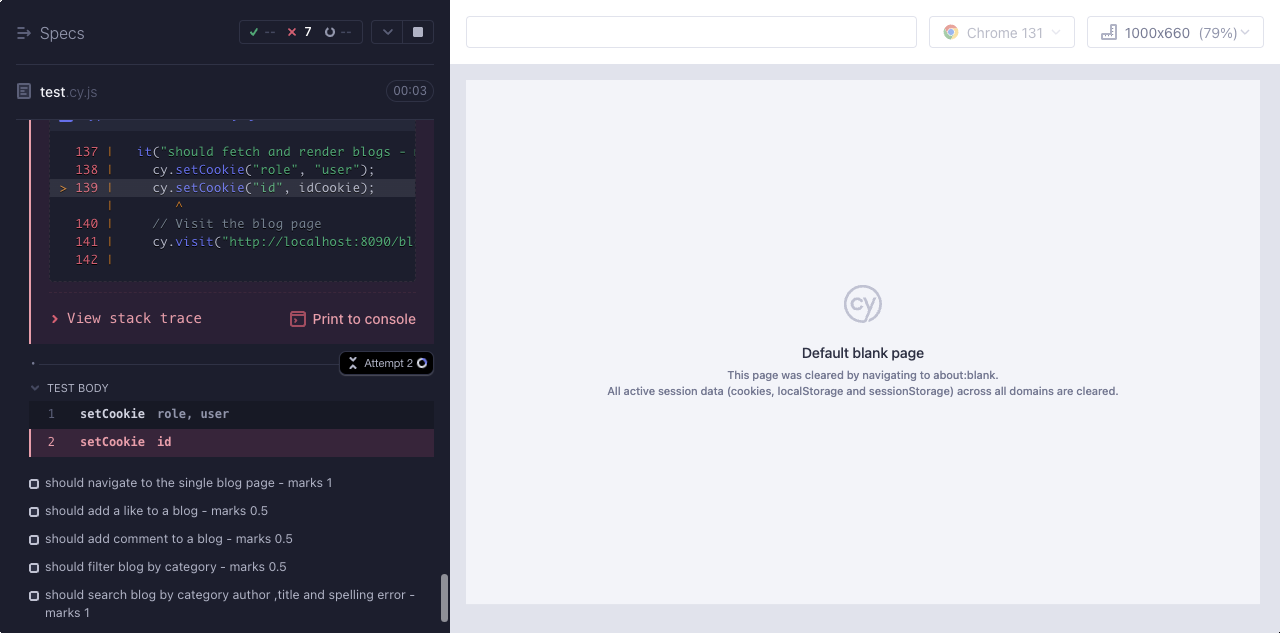 Specs
-- 7 --
test.cy.js
00:03
137 | it("should fetch and render blogs -
138 | cy.setCookie("role", "user");
> 139 | cy.setCookie("id", idCookie);
| ^
140 | // Visit the blog page
141 | cy.visit("http://localhost:8090/bl
142 |
View stack trace
Print to console
Attempt 2
TEST BODY
1 setCookie role, user
2 setCookie id
should navigate to the single blog page - marks 1
should add a like to a blog - marks 0.5
should add comment to a blog - marks 0.5
should filter blog by category - marks 0.5
should search blog by category author ,title and spelling error -
marks 1
Chrome 131
1000x660 (79%)
cy
Default blank page
This page was cleared by navigating to about:blank.
All active session data (cookies, localStorage and sessionStorage) across all domains are cleared.